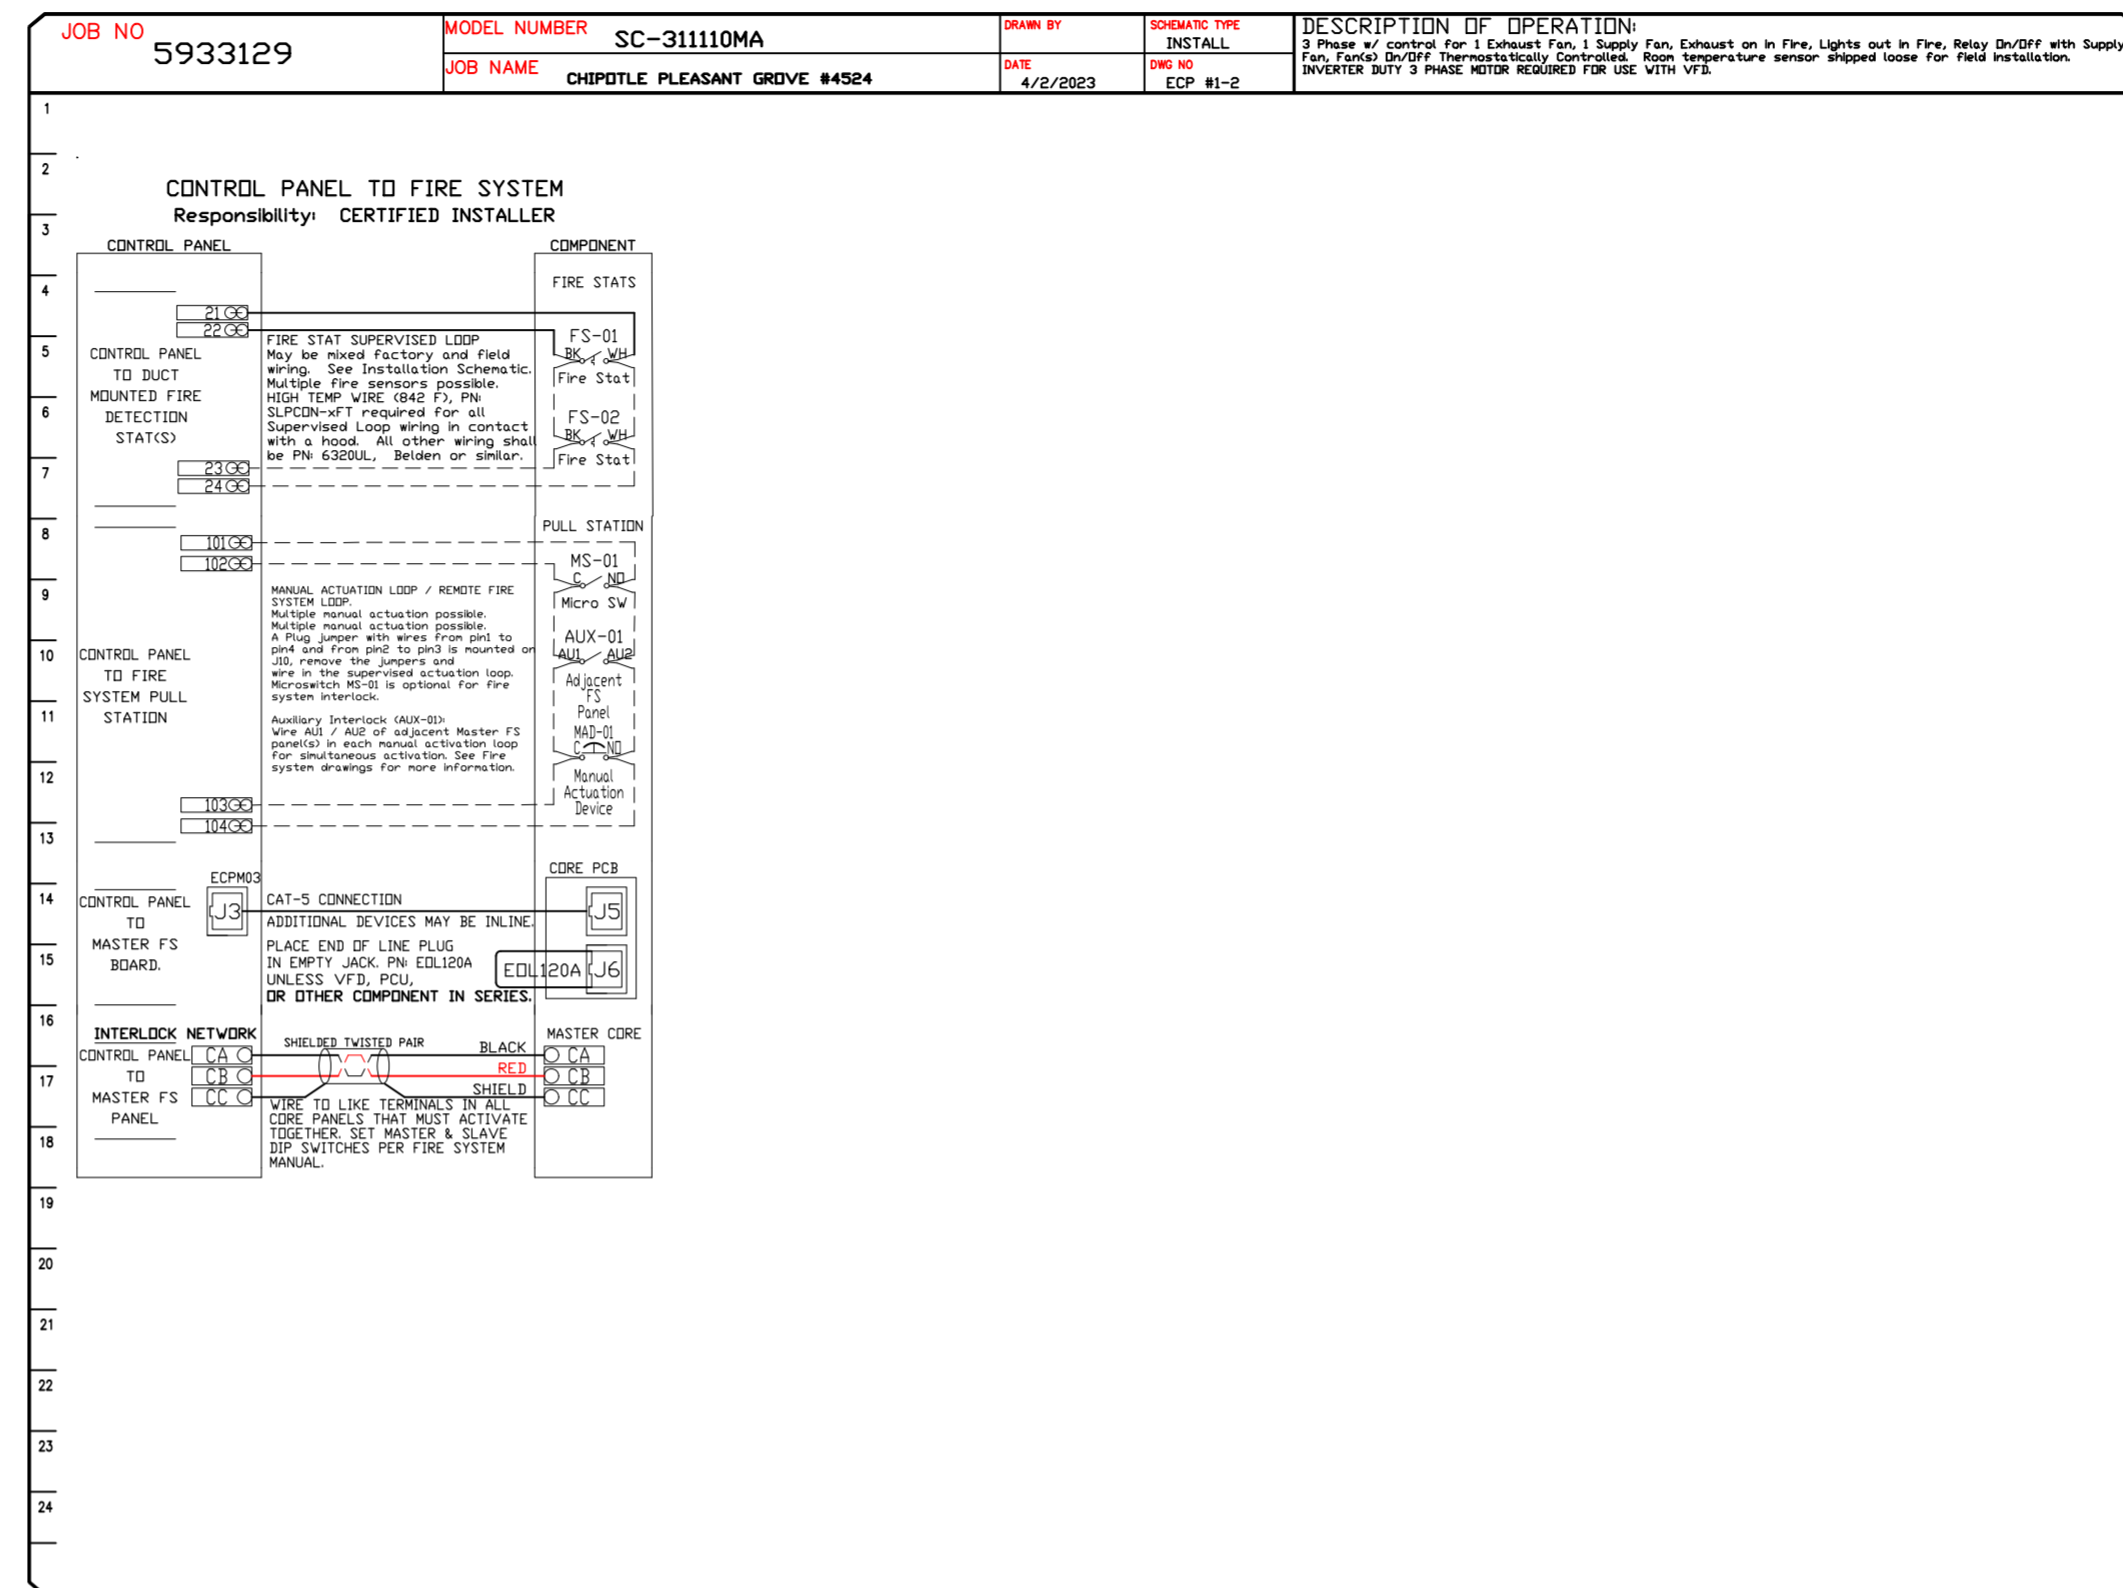 JOB NO
5933129
MODEL NUMBER
SC-311110MA
JOB NAME
CHIPOTLE PLEASANT GROVE #4524
DRAWN BY
DATE
4/2/2023
SCHEMATIC TYPE
INSTALL
DWG NO
ECP #1-2
DESCRIPTION OF OPERATION:
3 Phase w/ control for 1 Exhaust Fan, 1 Supply Fan, Exhaust on in Fire, Lights out in Fire, Relay On/Off with Supply
Fan, Fan(s) On/Off Thermostatically Controlled. Room temperature sensor shipped loose for field installation.
INVERTER DUTY 3 PHASE MOTOR REQUIRED FOR USE WITH VFD.
1
2
3
4
5
6
7
8
9
10
11
12
13
14
15
16
17
18
19
20
21
22
23
24
CONTROL PANEL TO FIRE SYSTEM
Responsibility: CERTIFIED INSTALLER
CONTROL PANEL
COMPONENT
21
22
CONTROL PANEL
TO DUCT
MOUNTED FIRE
DETECTION
STAT(S)
23
24
FIRE STAT SUPERVISED LOOP
May be mixed factory and field
wiring. See Installation Schematic.
Multiple fire sensors possible.
HIGH TEMP WIRE (842 F), PN:
SLPCON-xFT required for all
Supervised Loop wiring in contact
with a hood. All other wiring shall
be PN: 6320UL, Belden or similar.
FIRE STATS
FS-01
BK WH
Fire Stat
FS-02
BK WH
Fire Stat
101
102
CONTROL PANEL
TO FIRE
SYSTEM PULL
STATION
103
104
MANUAL ACTUATION LOOP / REMOTE FIRE
SYSTEM LOOP.
Multiple manual actuation possible.
Multiple manual actuation possible.
A Plug jumper with wires from pin1 to
pin4 and from pin2 to pin3 is mounted on
J10, remove the jumpers and
wire in the supervised actuation loop.
Microswitch MS-01 is optional for fire
system interlock.
Auxiliary Interlock (AUX-01):
Wire AU1 / AU2 of adjacent Master FS
panel(s) in each manual activation loop
for simultaneous activation. See Fire
system drawings for more information.
PULL STATION
MS-01
C NO
Micro SW
AUX-01
AU1 AU2
Adjacent
FS
Panel
MAD-01
C NO
Manual
Actuation
Device
CONTROL PANEL
TO
MASTER FS
BOARD.
ECPM03
J3
CAT-5 CONNECTION
ADDITIONAL DEVICES MAY BE INLINE.
PLACE END OF LINE PLUG
IN EMPTY JACK. PN: EOL120A
UNLESS VFD, PCU,
OR OTHER COMPONENT IN SERIES.
CORE PCB
J5
EOL120A J6
INTERLOCK NETWORK
CONTROL PANEL
TO
MASTER FS
PANEL
CA
CB
CC
SHIELDED TWISTED PAIR
BLACK
RED
SHIELD
MASTER CORE
CA
CB
CC
WIRE TO LIKE TERMINALS IN ALL
CORE PANELS THAT MUST ACTIVATE
TOGETHER. SET MASTER & SLAVE
DIP SWITCHES PER FIRE SYSTEM
MANUAL.